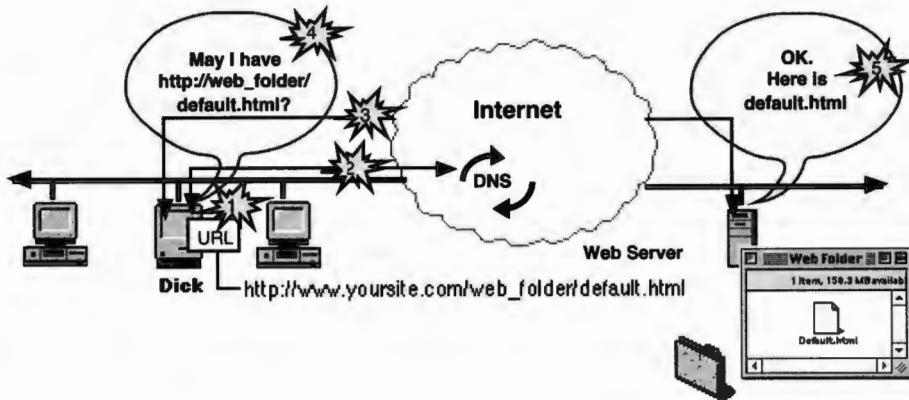 4
May I have
http://web_folder/
default.html?
OK.
Here is
default.html
5
3
Internet
2
DNS
1
URL
Web Server
Dick
http://www.yoursite.com/web_folder/default.html
Web Folder
1 item, 150.3 MB availab
Default.html